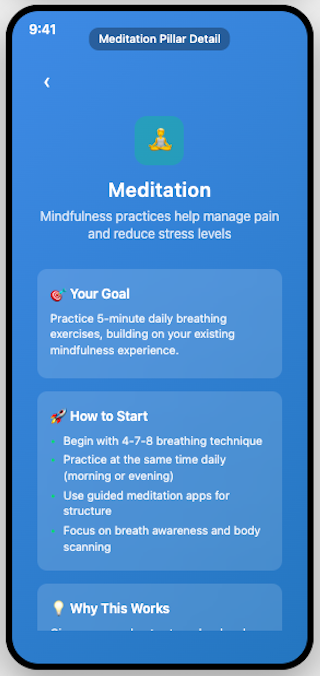 9:41
Meditation Pillar Detail
‹
Meditation
Mindfulness practices help manage pain
and reduce stress levels
🎯 Your Goal
Practice 5-minute daily breathing
exercises, building on your existing
mindfulness experience.
🚀 How to Start
• Begin with 4-7-8 breathing technique
• Practice at the same time daily
(morning or evening)
• Use guided meditation apps for
structure
• Focus on breath awareness and body
scanning
💡 Why This Works